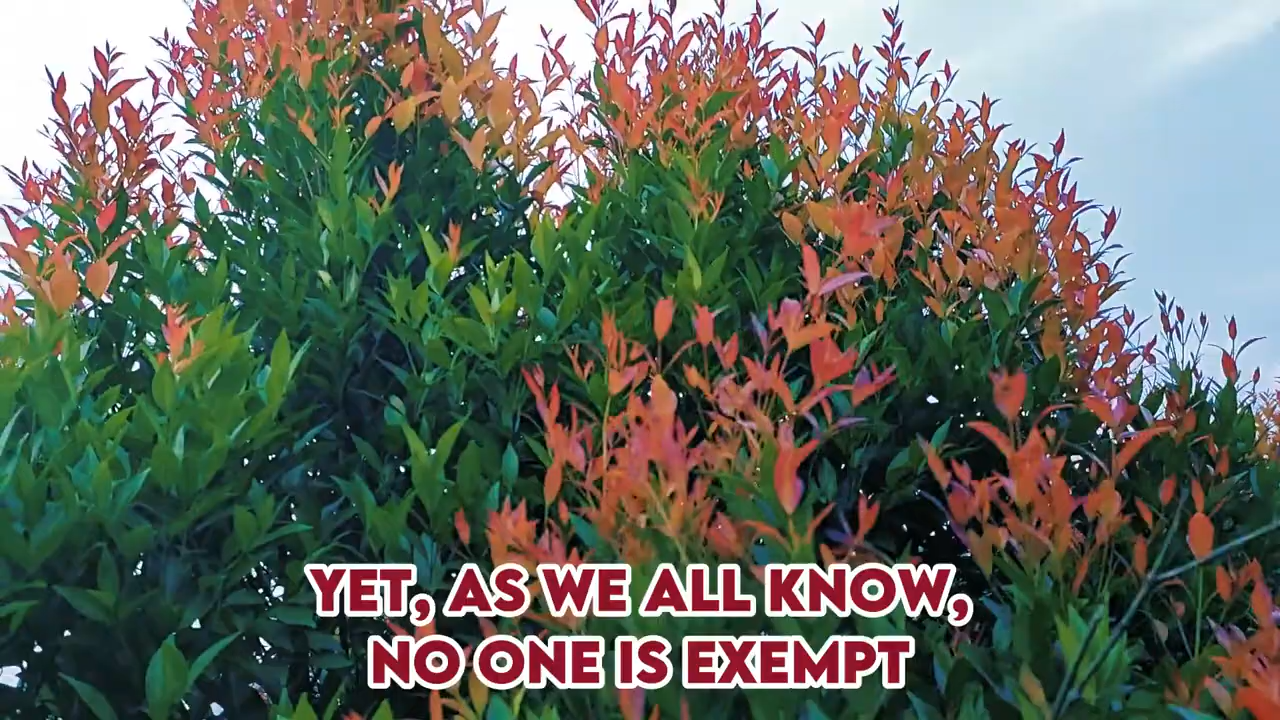 YET, AS WE ALL KNOW,
NO ONE IS EXEMPT